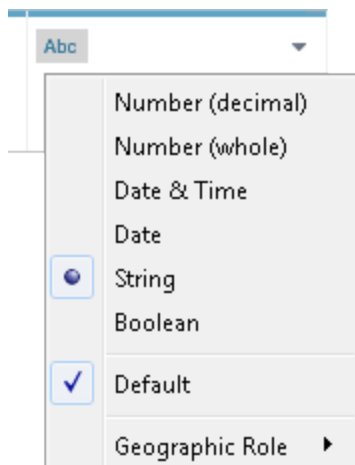 Abc
Number (decimal)
Number (whole)
Date & Time
Date
String
Boolean
Default
Geographic Role